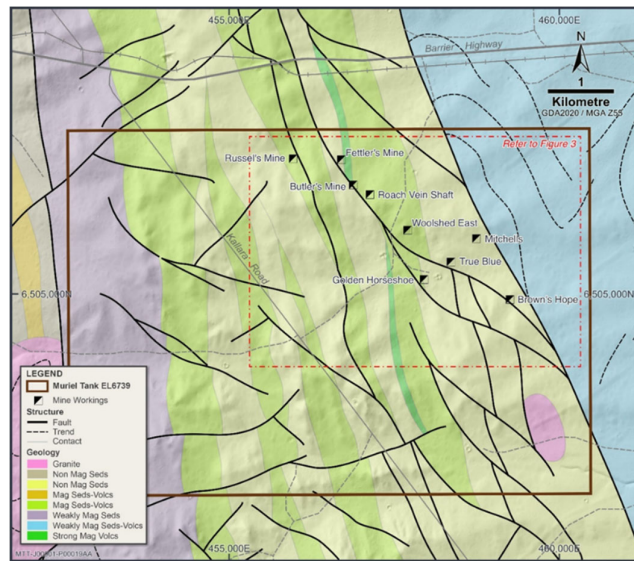 455,000E
460,000E
Barrier Highway
N
1
Kilometre
GDA2020 / MGA Z55
Refer to Figure 3
Russel's Mine
Fettler's Mine
Butler's Mine
Roach Vein Shaft
Woolshed East
Mitchells
Kallara Road
True Blue
Golden Horseshoe
6,505,000N
Brown's Hope
6,505,000N
LEGEND
Muriel Tank EL6739
Mine Workings
Structure
Fault
Trend
Contact
Geology
Granite
Non Mag Seds
Non Mag Seds
Mag Seds-Volcs
Mag Seds-Volcs
Weakly Mag Seds
Weakly Mag Seds-Volcs
Strong Mag Volcs
455,000E
460,000E